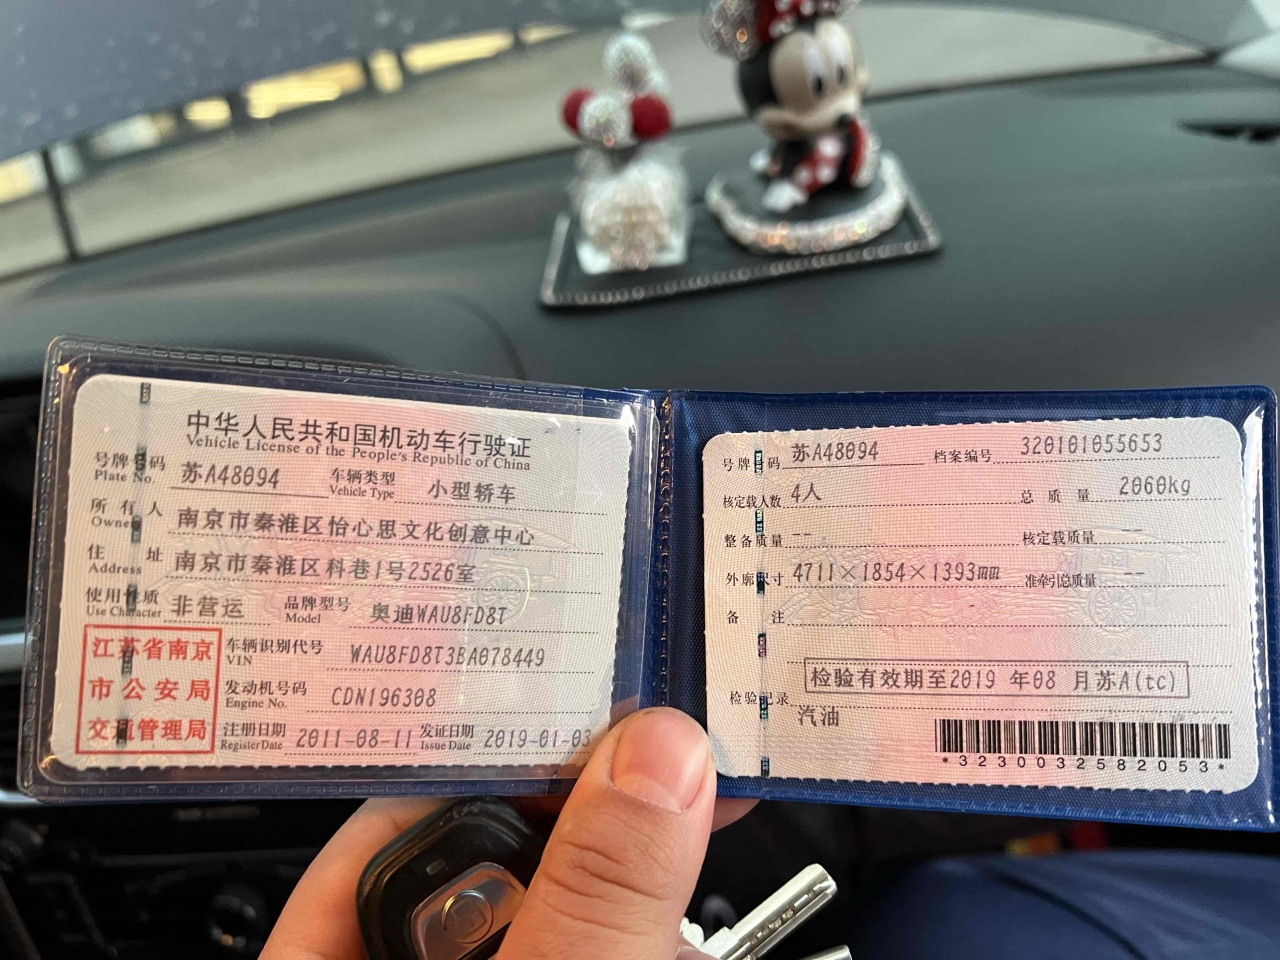 中华人民共和国机动车行驶证
Vehicle License of the People's Republic of China
号牌号码 苏A48094 车辆类型 小型轿车
Plate No. Vehicle Type
所有人 南京市秦淮区怡心思文化创意中心
Owner
住址 南京市秦淮区科巷1号2526室
Address
使用性质 非营运 品牌型号 奥迪WAU8FD8T
Use Character Model
江苏省南京
市公安局
交通管理局
车辆识别代号 WAU8FD8T3BA078449
VIN
发动机号码 CDN196308
Engine No.
注册日期 2011-08-11 发证日期 2019-01-03
Register Date Issue Date
号牌号码 苏A48094 档案编号 320101055653
核定载人数 4人 总质量 2060kg
整备质量 -- 核定载质量 --
外廓尺寸 4711×1854×1393mm 准牵引总质量 --
备注
检验有效期至2019 年08 月苏A(tc)
检验记录
汽油
*3230032582053*